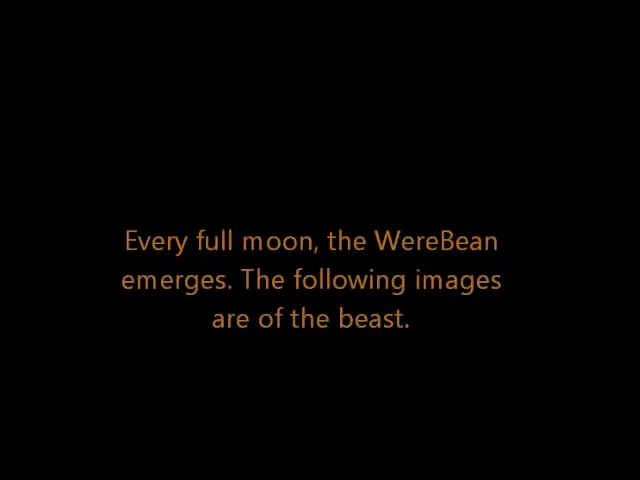 Every full moon, the WereBean
emerges. The following images
are of the beast.